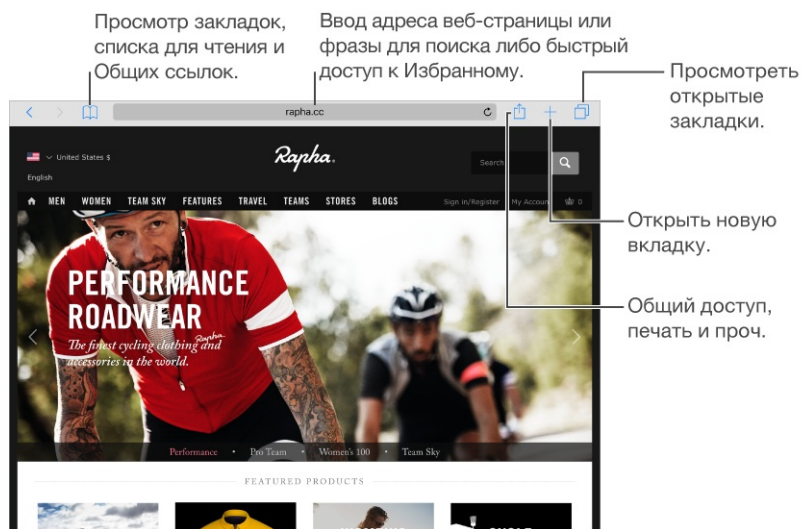 Просмотр закладок,
списка для чтения и
Общих ссылок.
Ввод адреса веб-страницы или
фразы для поиска либо быстрый
доступ к Избранному.
Просмотреть
открытые
закладки.
rapha.cc
United States $
English
Rapha.
Search
MEN WOMEN TEAM SKY FEATURES TRAVEL TEAMS STORES BLOGS Sign in/Register My Account 0
Открыть новую
вкладку.
PERFORMANCE
ROADWEAR
Rapha
The finest cycling clothing and
accessories in the world.
Общий доступ,
печать и проч.
Performance • Pro Team • Women's 100 • Team Sky
FEATURED PRODUCTS